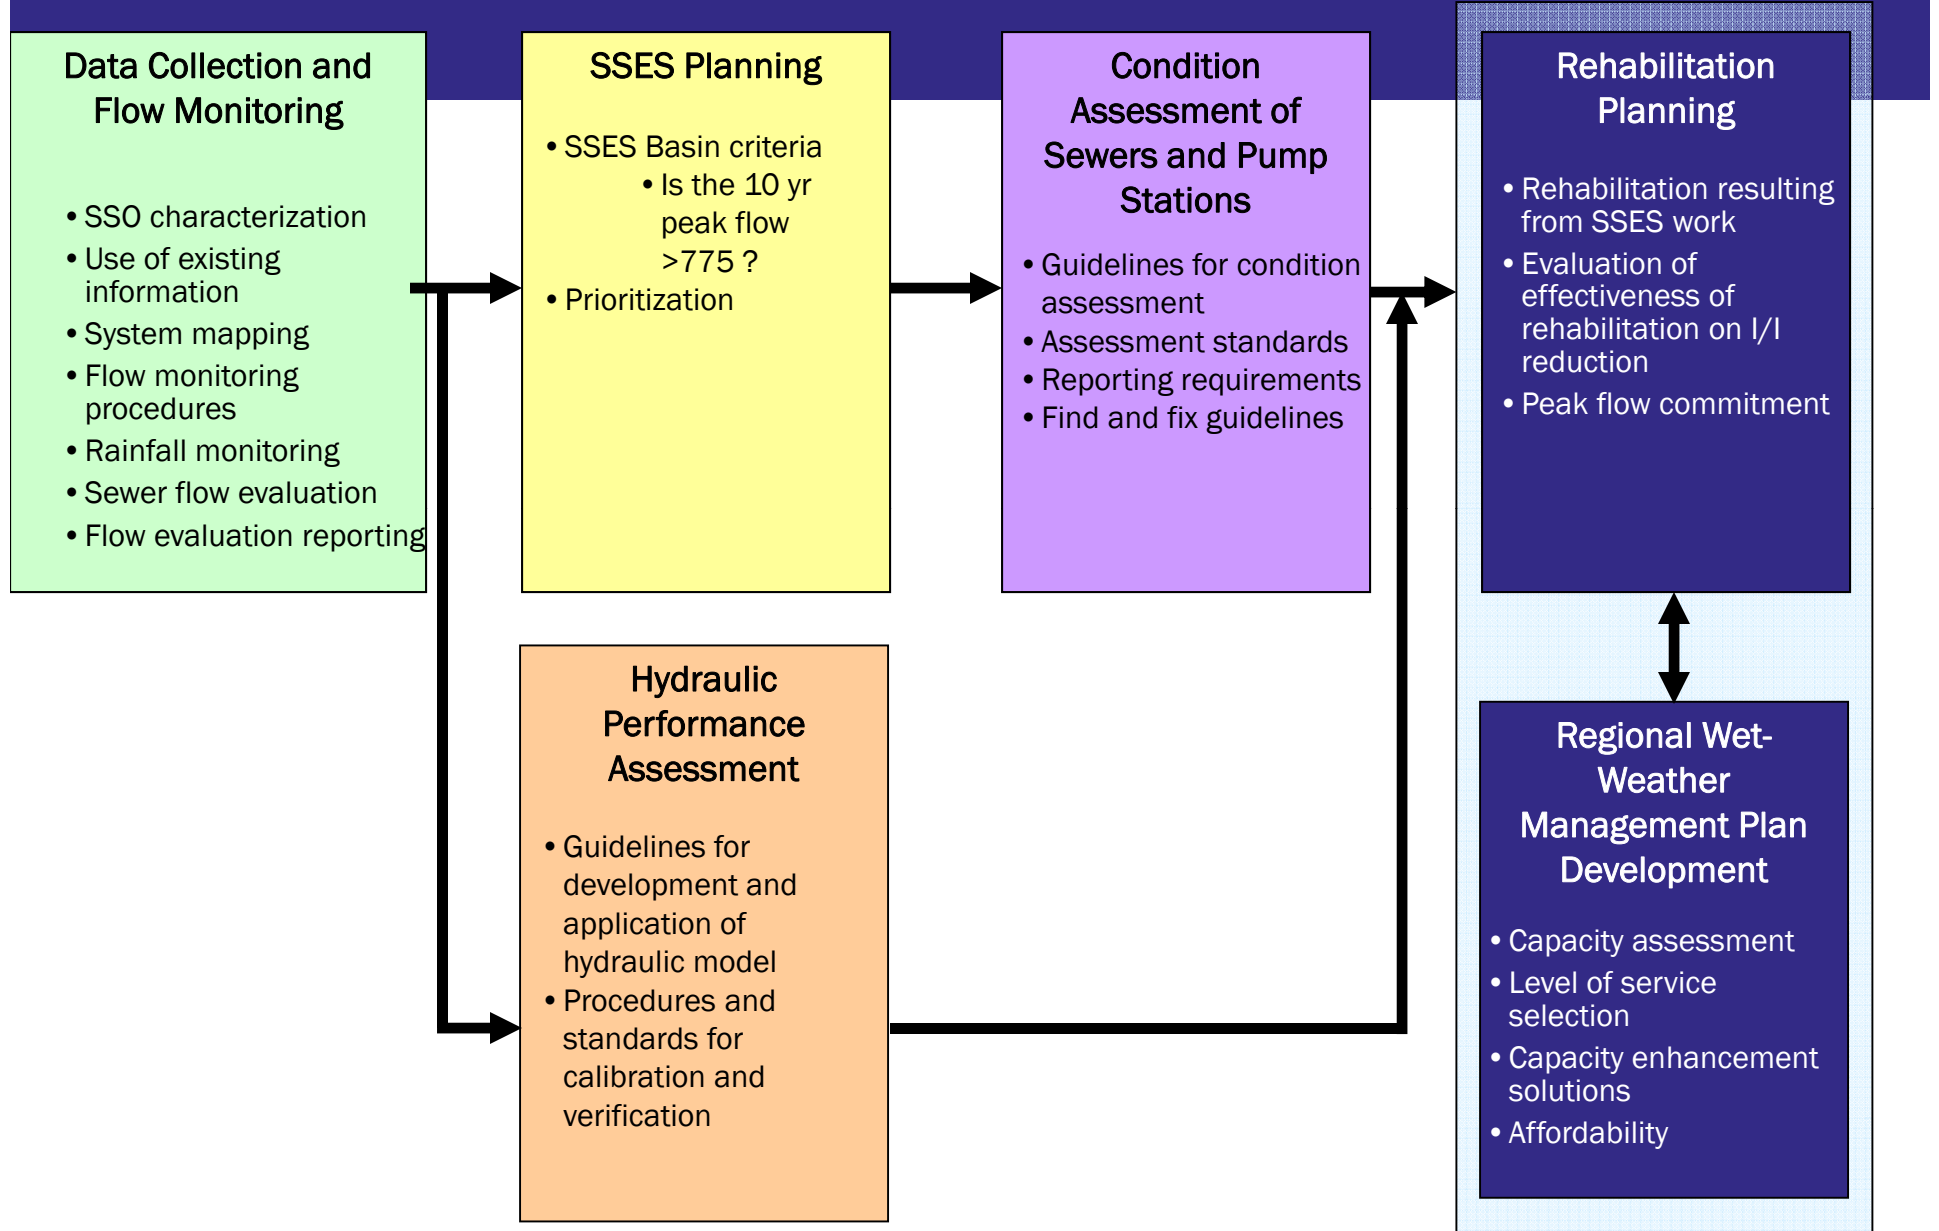 Data Collection and
Flow Monitoring
• SSO characterization
• Use of existing
information
• System mapping
• Flow monitoring
procedures
• Rainfall monitoring
• Sewer flow evaluation
• Flow evaluation reporting
SSES Planning
• SSES Basin criteria
• Is the 10 yr
peak flow
>775 ?
• Prioritization
Condition
Assessment of
Sewers and Pump
Stations
• Guidelines for condition
assessment
• Assessment standards
• Reporting requirements
• Find and fix guidelines
Rehabilitation
Planning
• Rehabilitation resulting
from SSES work
• Evaluation of
effectiveness of
rehabilitation on I/I
reduction
• Peak flow commitment
Hydraulic
Performance
Assessment
• Guidelines for
development and
application of
hydraulic model
• Procedures and
standards for
calibration and
verification
Regional Wet-
Weather
Management Plan
Development
• Capacity assessment
• Level of service
selection
• Capacity enhancement
solutions
• Affordability